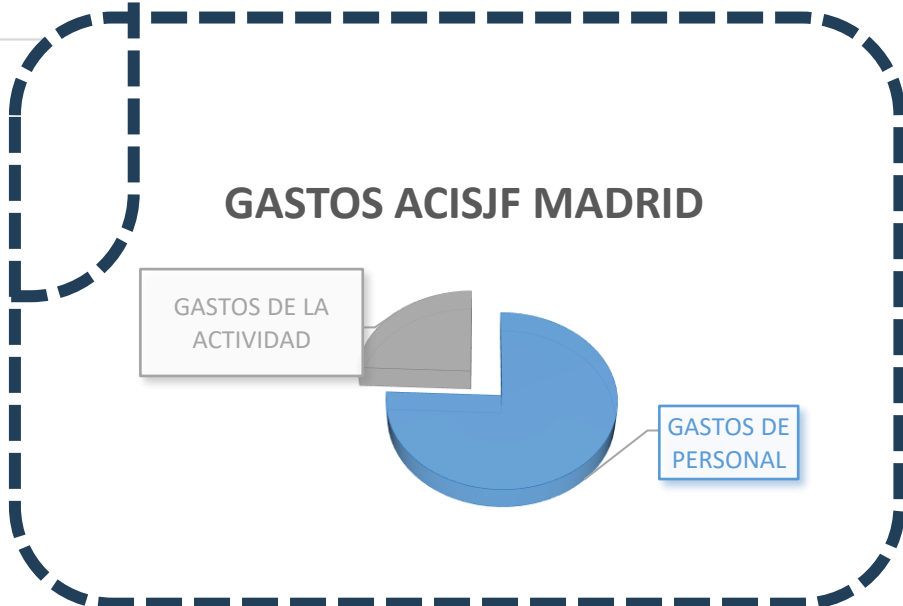 GASTOS ACISJF MADRID
GASTOS DE LA
ACTIVIDAD
GASTOS DE
PERSONAL